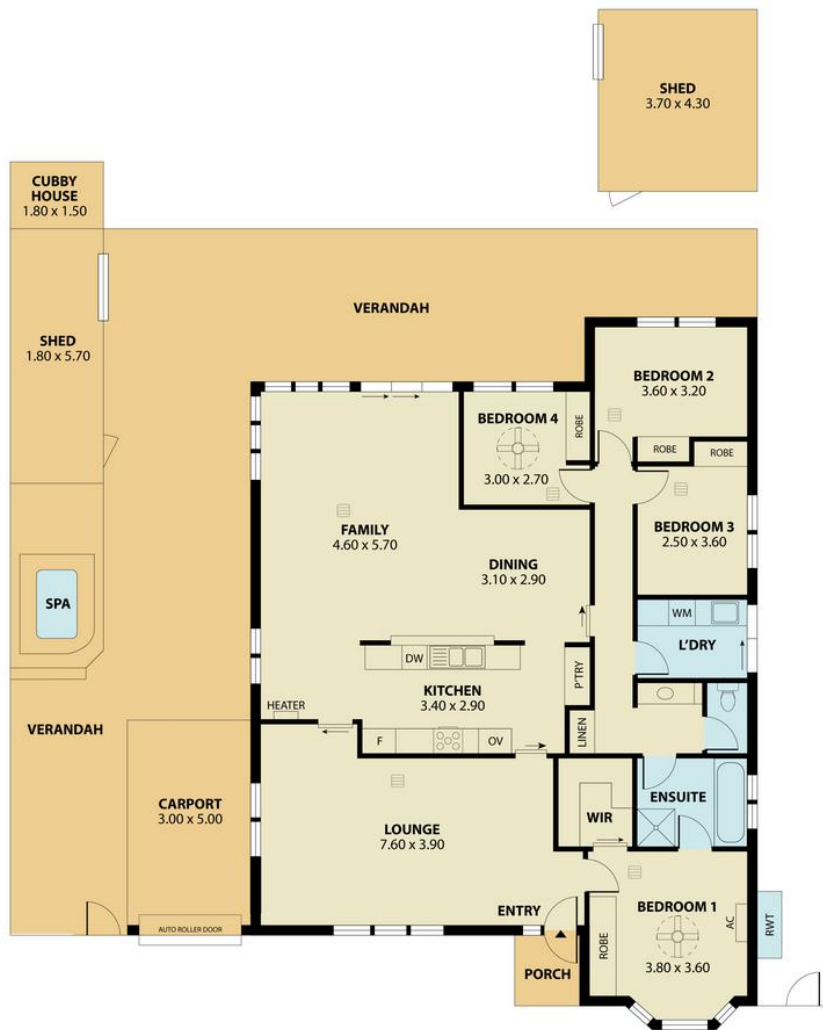 SHED
3.70 x 4.30
CUBBY
HOUSE
1.80 x 1.50
VERANDAH
SHED
1.80 x 5.70
BEDROOM 2
3.60 x 3.20
ROBE
BEDROOM 4
ROBE
3.00 x 2.70
ROBE
BEDROOM 3
2.50 x 3.60
FAMILY
4.60 x 5.70
DINING
3.10 x 2.90
SPA
WM
L'DRY
DW
P'TRY
KITCHEN
3.40 x 2.90
HEATER
F
OV
LINEN
VERANDAH
CARPORT
3.00 x 5.00
LOUNGE
7.60 x 3.90
WIR
ENSUITE
ENTRY
BEDROOM 1
3.80 x 3.60
ROBE
AC
RWT
AUTO ROLLER DOOR
PORCH